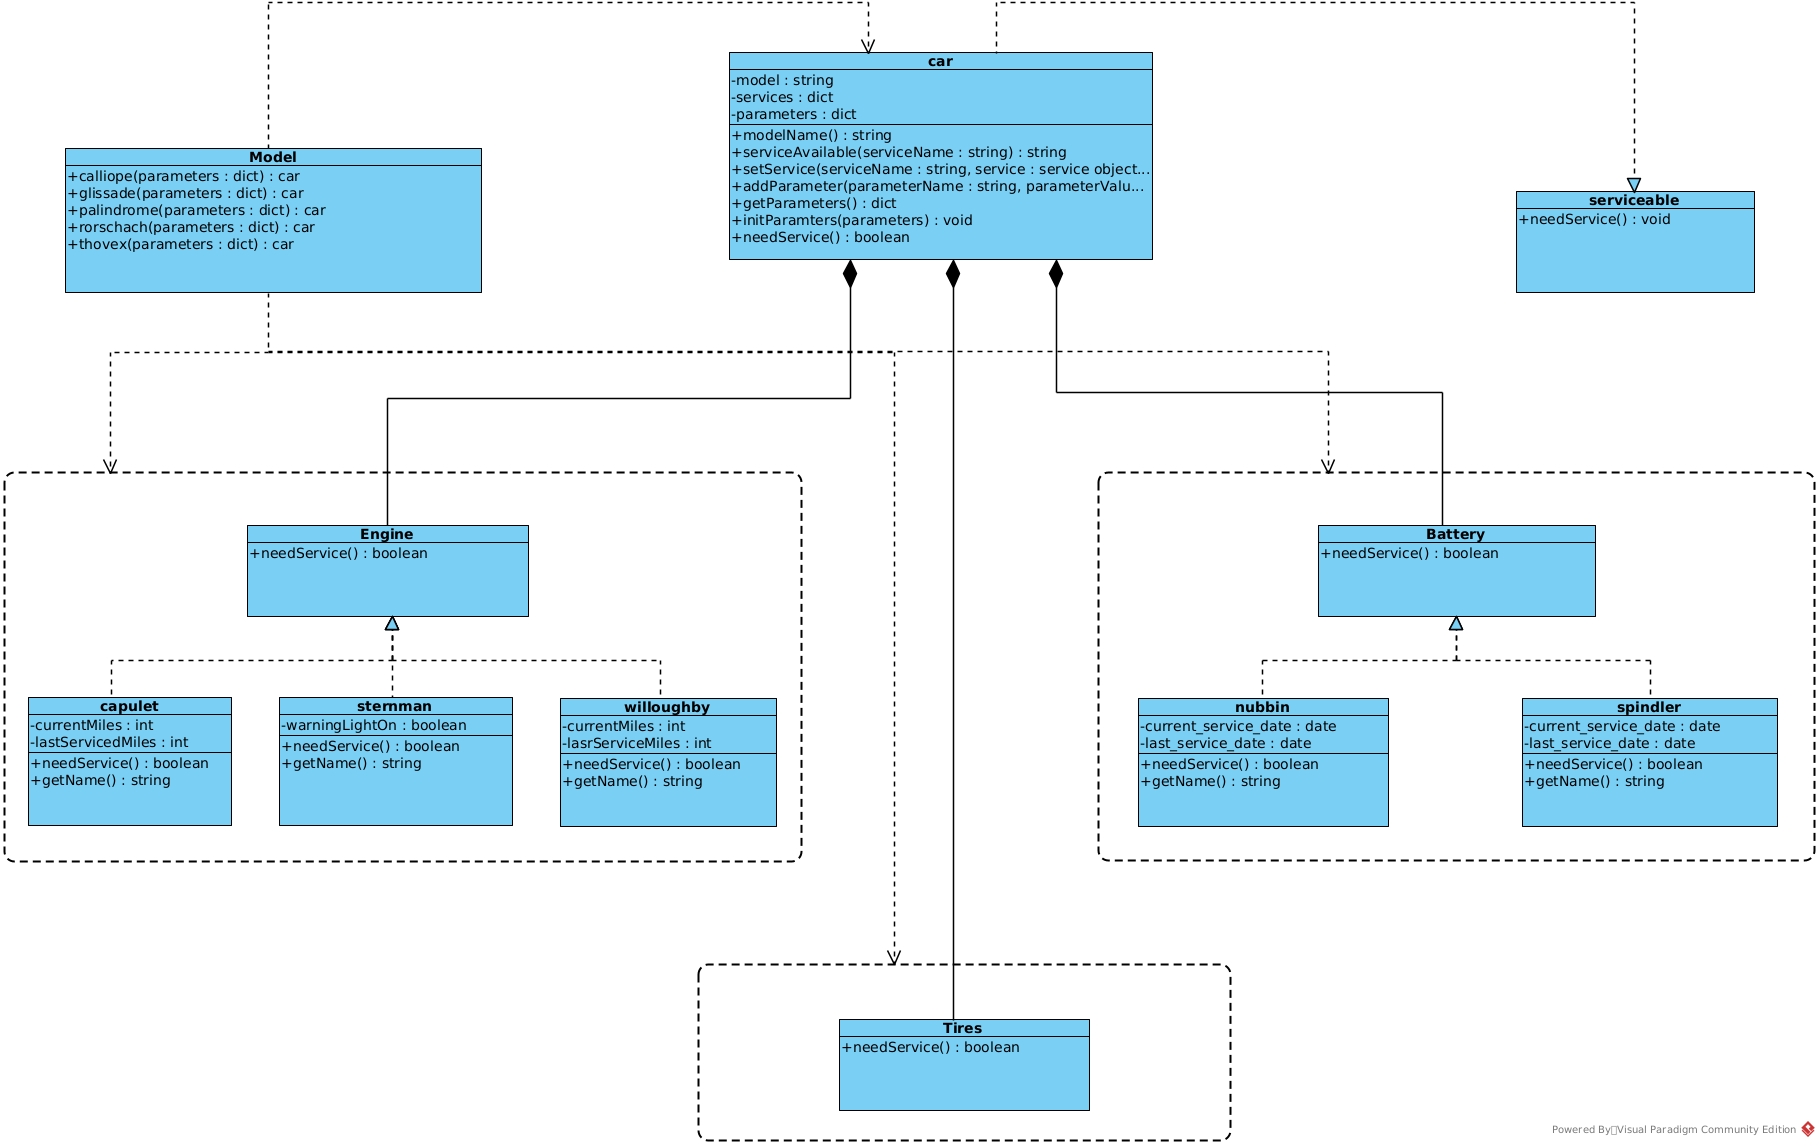 car
-model : string
-services : dict
-parameters : dict
+modelName() : string
+serviceAvailable(serviceName : string) : string
+setService(serviceName : string, service : service object...
+addParameter(parameterName : string, parameterValu...
+getParameters() : dict
+initParamters(parameters) : void
+needService() : boolean
Model
+calliope(parameters : dict) : car
+glissade(parameters : dict) : car
+palindrome(parameters : dict) : car
+rorschach(parameters : dict) : car
+thovex(parameters : dict) : car
serviceable
+needService() : void
Engine
+needService() : boolean
Battery
+needService() : boolean
capulet
-currentMiles : int
-lastServicedMiles : int
+needService() : boolean
+getName() : string
sternman
-warningLightOn : boolean
+needService() : boolean
+getName() : string
willoughby
-currentMiles : int
-lasrServiceMiles : int
+needService() : boolean
+getName() : string
nubbin
-current_service_date : date
-last_service_date : date
+needService() : boolean
+getName() : string
spindler
-current_service_date : date
-last_service_date : date
+needService() : boolean
+getName() : string
Tires
+needService() : boolean
Powered By Visual Paradigm Community Edition